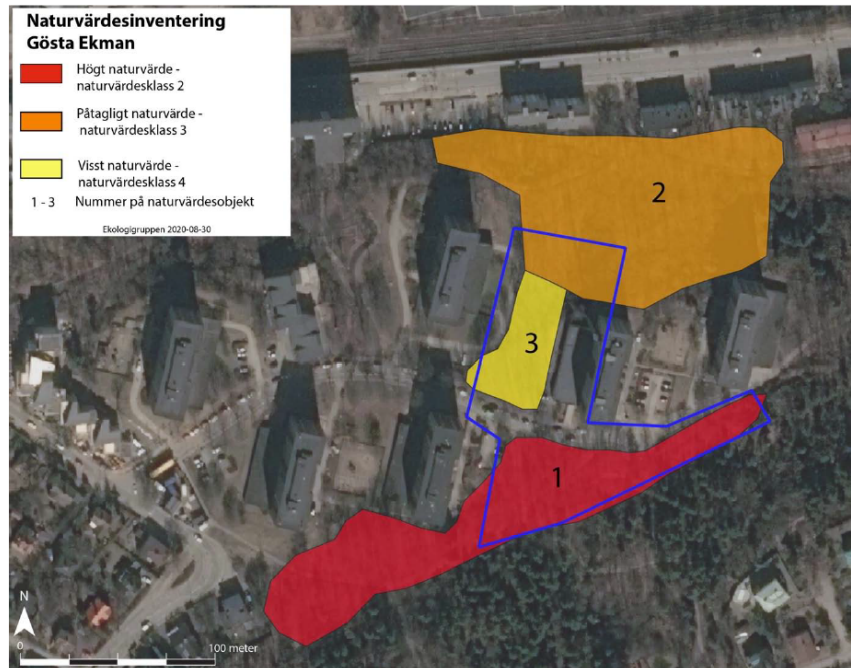 Naturvärdesinventering
Gösta Ekman
Högt naturvärde -
naturvärdesklass 2
Påtagligt naturvärde -
naturvärdesklass 3
Visst naturvärde -
naturvärdesklass 4
1 - 3 Nummer på naturvärdesobjekt
Ekologigruppen 2020-08-30
2
3
1
N
0
100 meter